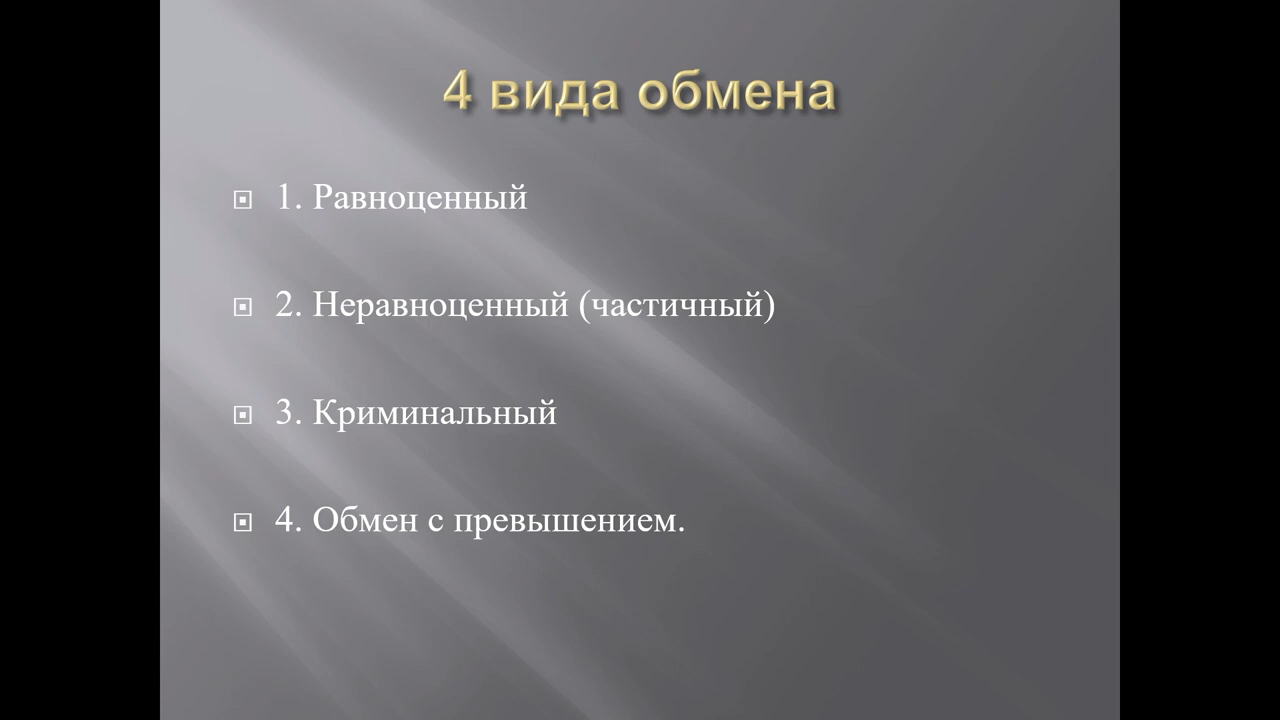 4 вида обмена
1. Равноценный
2. Неравноценный (частичный)
3. Криминальный
4. Обмен с превышением.